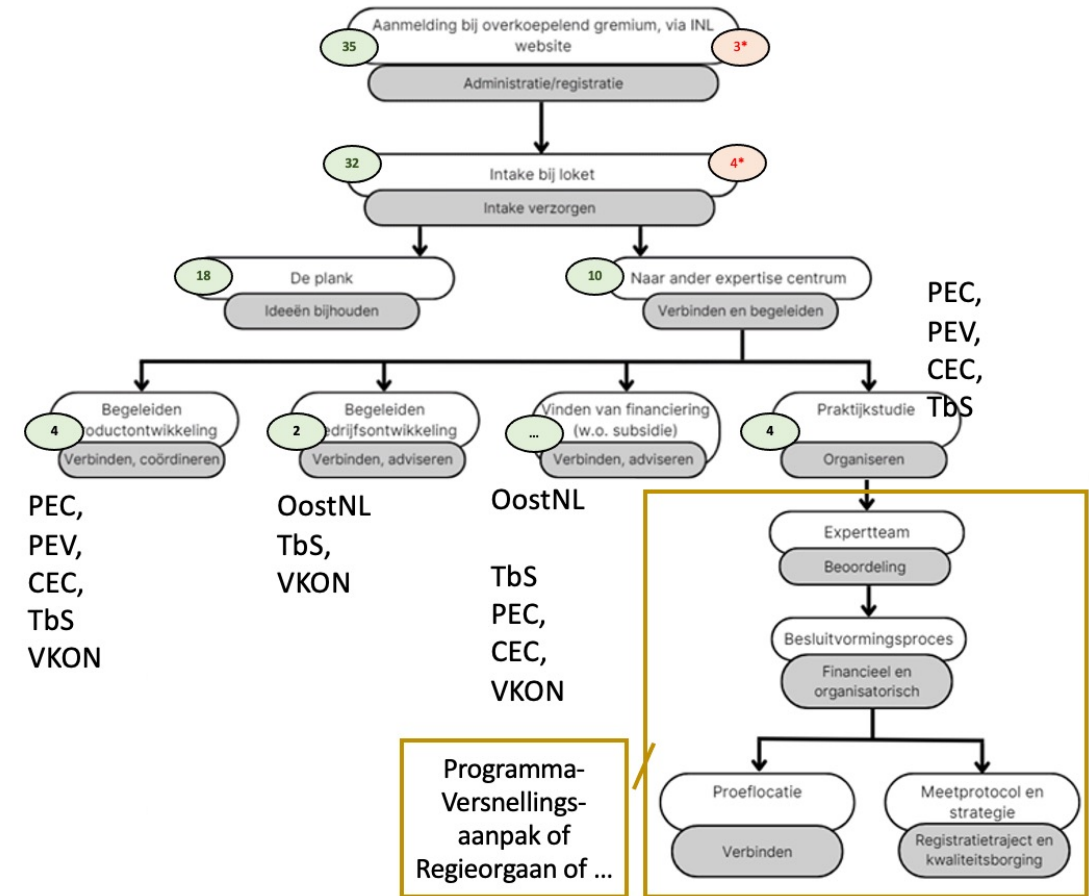 Aanmelding bij overkoepelend gremium, via INL
website
35
3*
Administratie/registratie
32
4*
Intake bij loket
Intake verzorgen
18
De plank
Ideeën bijhouden
10
Naar ander expertise centrum
Verbinden en begeleiden
PEC,
PEV,
CEC,
TbS
Begeleiden
4
oductontwikkeling
Verbinden, coördineren
Begeleiden
2
edrijfsontwikkeling
Verbinden, adviseren
Vinden van financiering
...
(w.o. subsidie)
Verbinden, adviseren
Praktijkstudie
4
Organiseren
PEC,
PEV,
CEC,
TbS
VKON
OostNL
TbS,
VKON
OostNL
TbS
PEC,
CEC,
VKON
Expertteam
Beoordeling
Besluitvormingsproces
Financieel en
organisatorisch
Programma-
Versnellings-
aanpak of
Regieorgaan of ...
Proeflocatie
Verbinden
Meetprotocol en
strategie
Registratietraject en
kwaliteitsborging